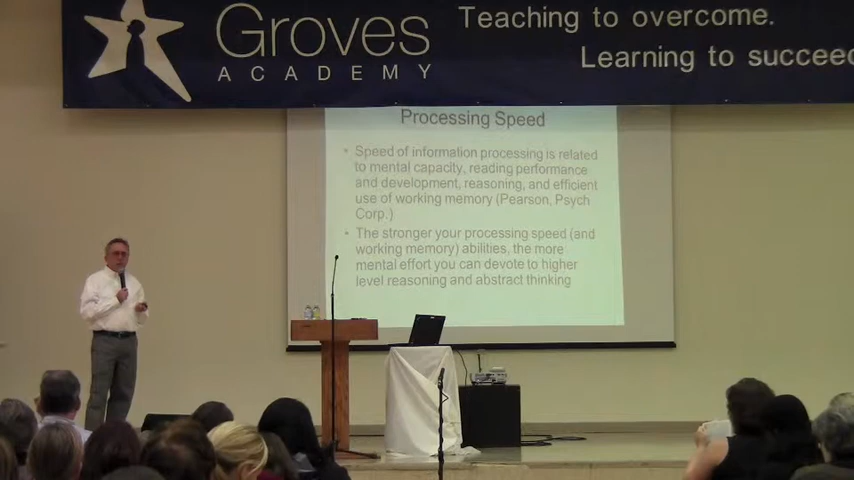 Groves
ACADEMY
Teaching to overcome.
Learning to succeed
Processing Speed
• Speed of information processing is related
to mental capacity, reading performance
and development, reasoning, and efficient
use of working memory (Pearson, Psych
Corp.)
• The stronger your processing speed (and
working memory) abilities, the more
mental effort you can devote to higher
level reasoning and abstract thinking